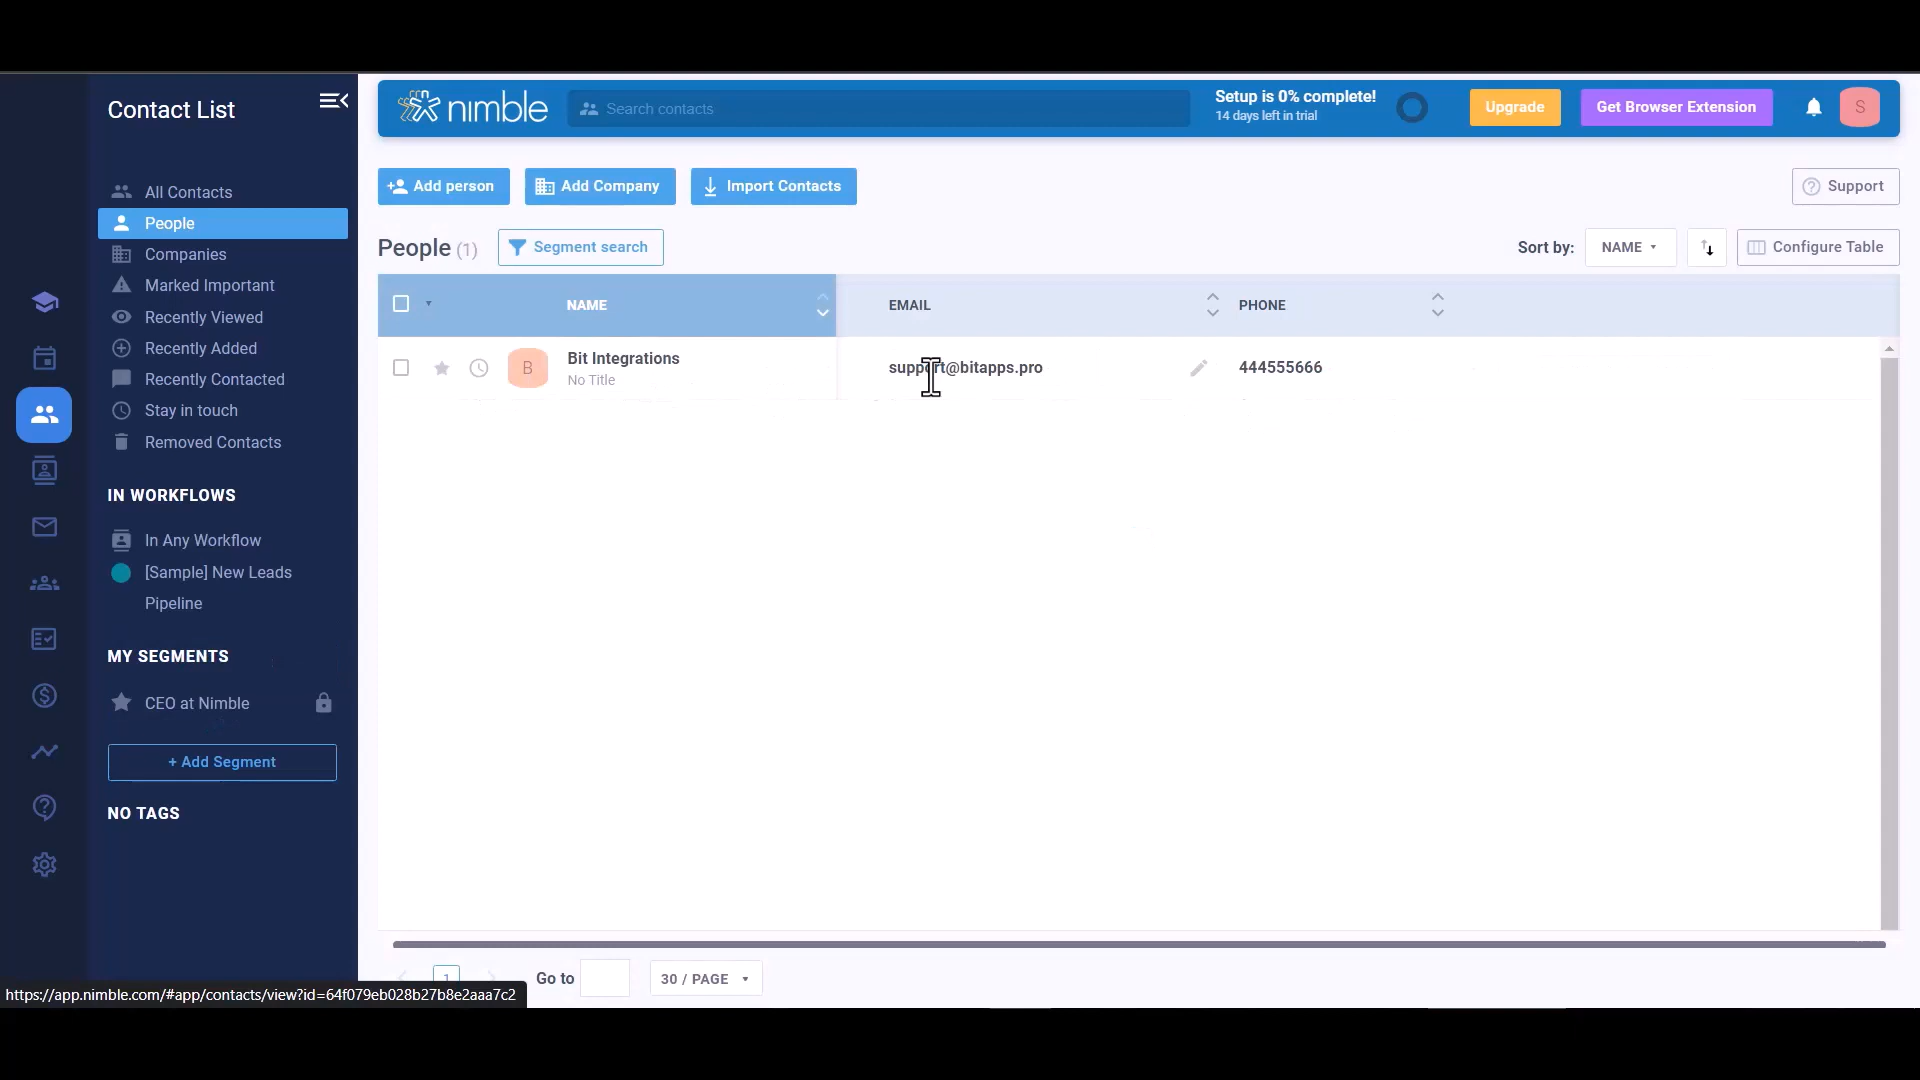 Contact List
All Contacts
People
Companies
Marked Important
Recently Viewed
Recently Added
Recently Contacted
Stay in touch
Removed Contacts
IN WORKFLOWS
In Any Workflow
[Sample] New Leads
Pipeline
MY SEGMENTS
CEO at Nimble
+ Add Segment
NO TAGS
nimble
Search contacts
Setup is 0% complete!
14 days left in trial
Upgrade
Get Browser Extension
S
Add person
Add Company
Import Contacts
Support
People (1)
Segment search
Sort by:
NAME
Configure Table
NAME
EMAIL
PHONE
B
Bit Integrations
No Title
support@bitapps.pro
444555666
1
Go to
30 / PAGE
https://app.nimble.com/#app/contacts/view?id=64f079eb028b27b8e2aaa7c2